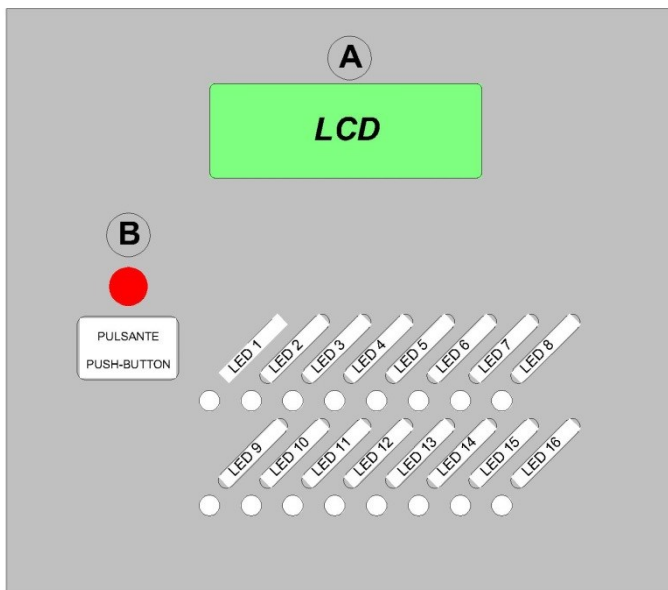 A
LCD
B
PULSANTE
PUSH-BUTTON
LED 1
LED 2
LED 3
LED 4
LED 5
LED 6
LED 7
LED 8
LED 9
LED 10
LED 11
LED 12
LED 13
LED 14
LED 15
LED 16